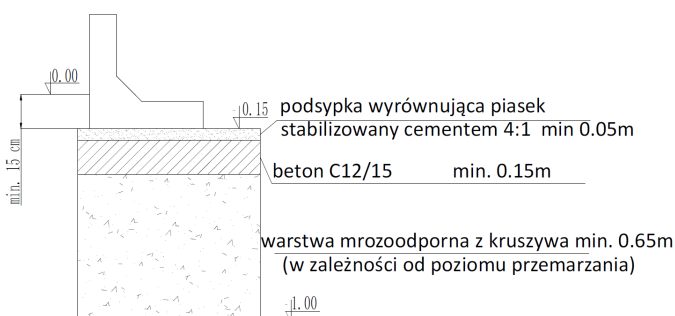 0.00
-0.15
podsypka wyrównująca piasek
stabilizowany cementem 4:1 min 0.05m
min. 15 cm
beton C12/15 min. 0.15m
warstwa mrozoodporna z kruszywa min. 0.65m
(w zależności od poziomu przemarzania)
-1.00